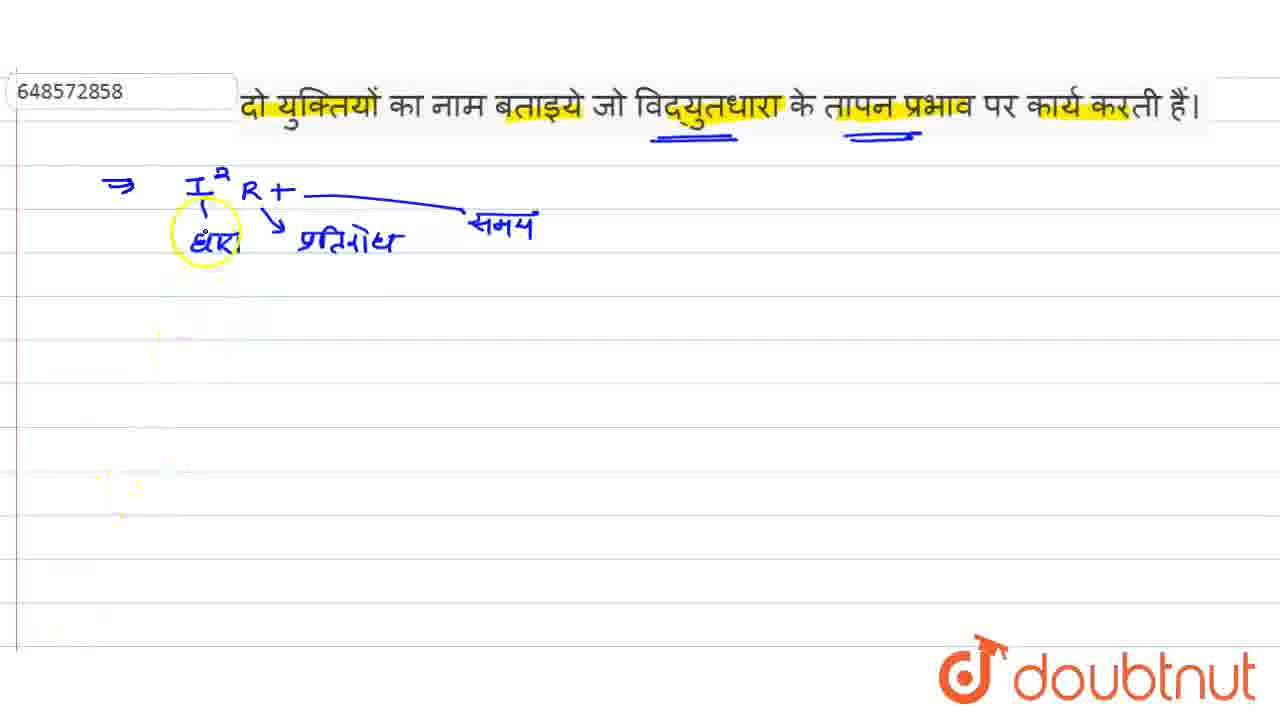 648572858
दो युक्तियों का नाम बताइये जो विद्युतधारा के तापन प्रभाव पर कार्य करती हैं।
⇒ I² R t
समय
धारा प्रतिरोध
doubtnut